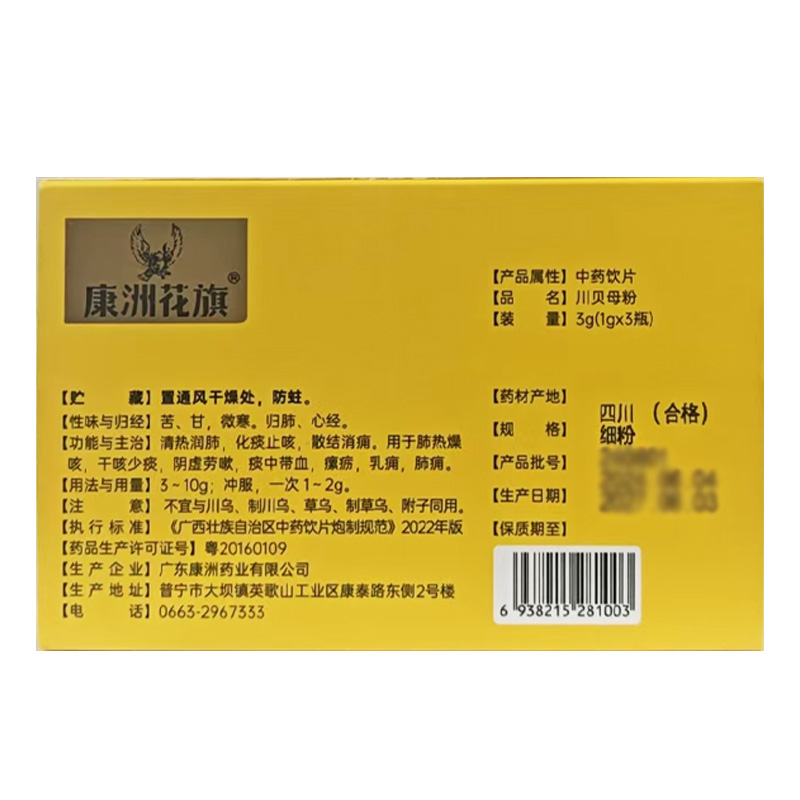 康洲花旗®
【产品属性】中药饮片
【品　　名】川贝母粉
【装　　量】3g(1gx3瓶)
【贮　　藏】置通风干燥处，防蛀。
【性味与归经】苦、甘，微寒。归肺、心经。
【功能与主治】清热润肺，化痰止咳，散结消痈。用于肺热燥
咳，干咳少痰，阴虚劳嗽，痰中带血，瘰疬，乳痈，肺痈。
【用法与用量】3~10g；冲服，一次1~2g。
【注　　意】不宜与川乌、制川乌、草乌、制草乌、附子同用。
【执行标准】《广西壮族自治区中药饮片炮制规范》2022年版
【药品生产许可证号】粤20160109
【生产企业】广东康洲药业有限公司
【生产地址】普宁市大坝镇英歌山工业区康泰路东侧2号楼
【电　　话】0663-2967333
【药材产地】四川（合格）
【规　　格】细粉
【产品批号】
【生产日期】
【保质期至】
6 938215 281003